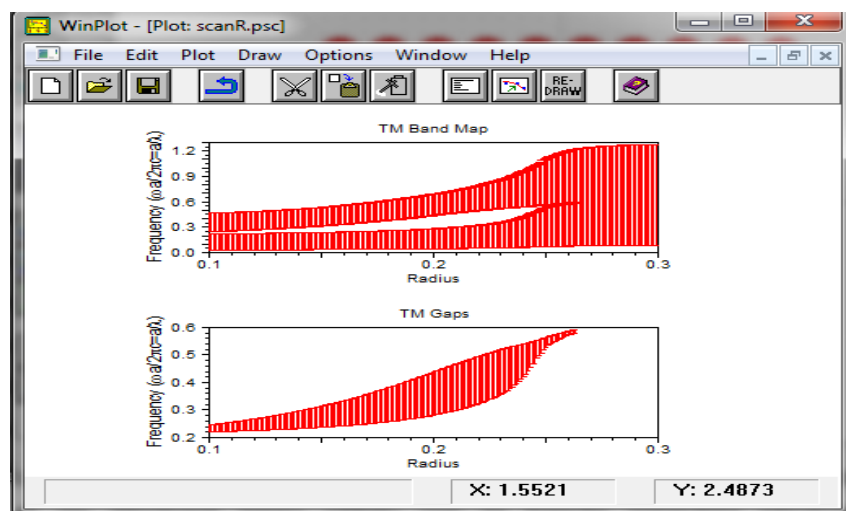 WinPlot - [Plot: scanR.psc]
File Edit Plot Draw Options Window Help
RE-
DRAW
TM Band Map
Frequency (ωa/2πc=a/λ)
1.2
0.9
0.6
0.3
0.0
0.1 0.2 0.3
Radius
TM Gaps
Frequency (ωa/2πc=a/λ)
0.6
0.5
0.4
0.3
0.2
0.1 0.2 0.3
Radius
X: 1.5521 Y: 2.4873